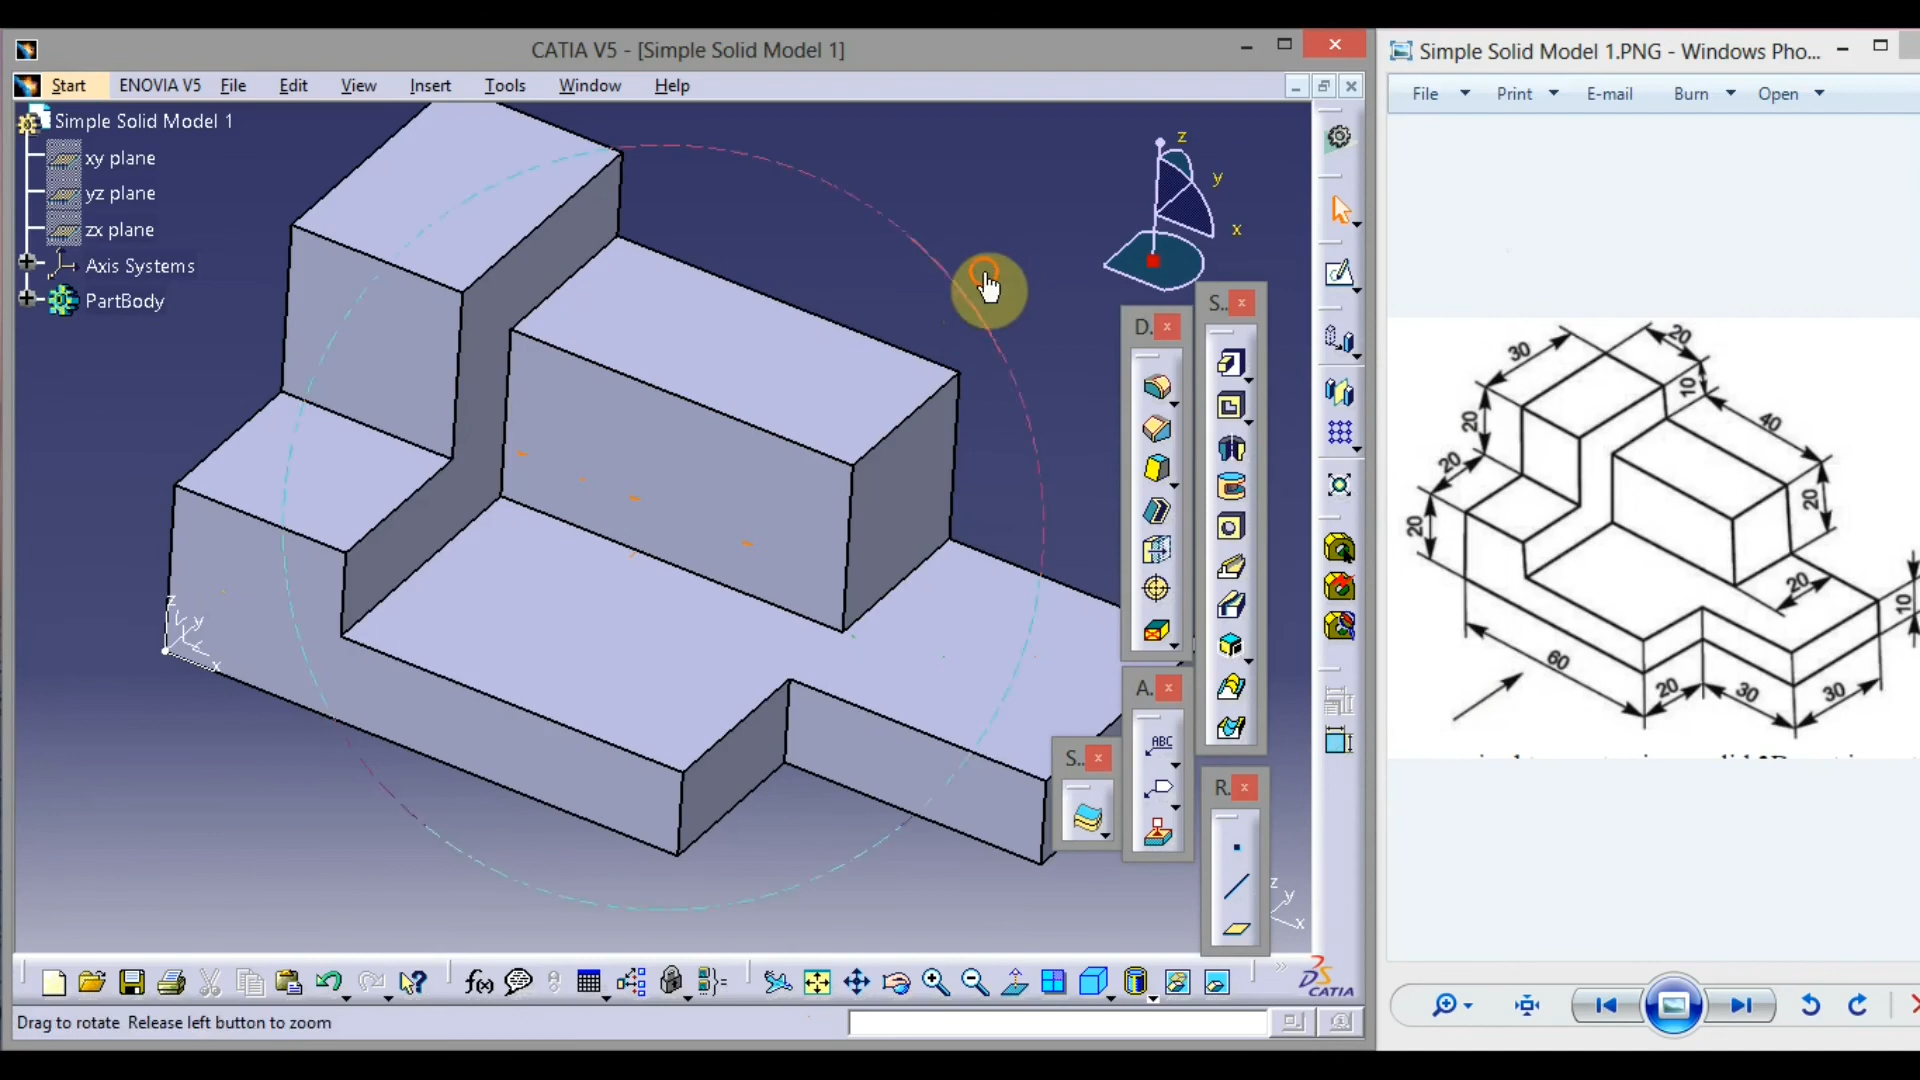 CATIA V5 - [Simple Solid Model 1]
Start ENOVIA V5 File Edit View Insert Tools Window Help
Simple Solid Model 1
xy plane
yz plane
zx plane
Axis Systems
PartBody
z
y
x
D.
S..
A.
S..
R.
ABC
z
y
x
z
y
x
f(x)
CATIA
Drag to rotate Release left button to zoom
Simple Solid Model 1.PNG - Windows Pho...
File Print E-mail Burn Open
30
20
10
20
40
20
20
20
20
10
60
20
30
30